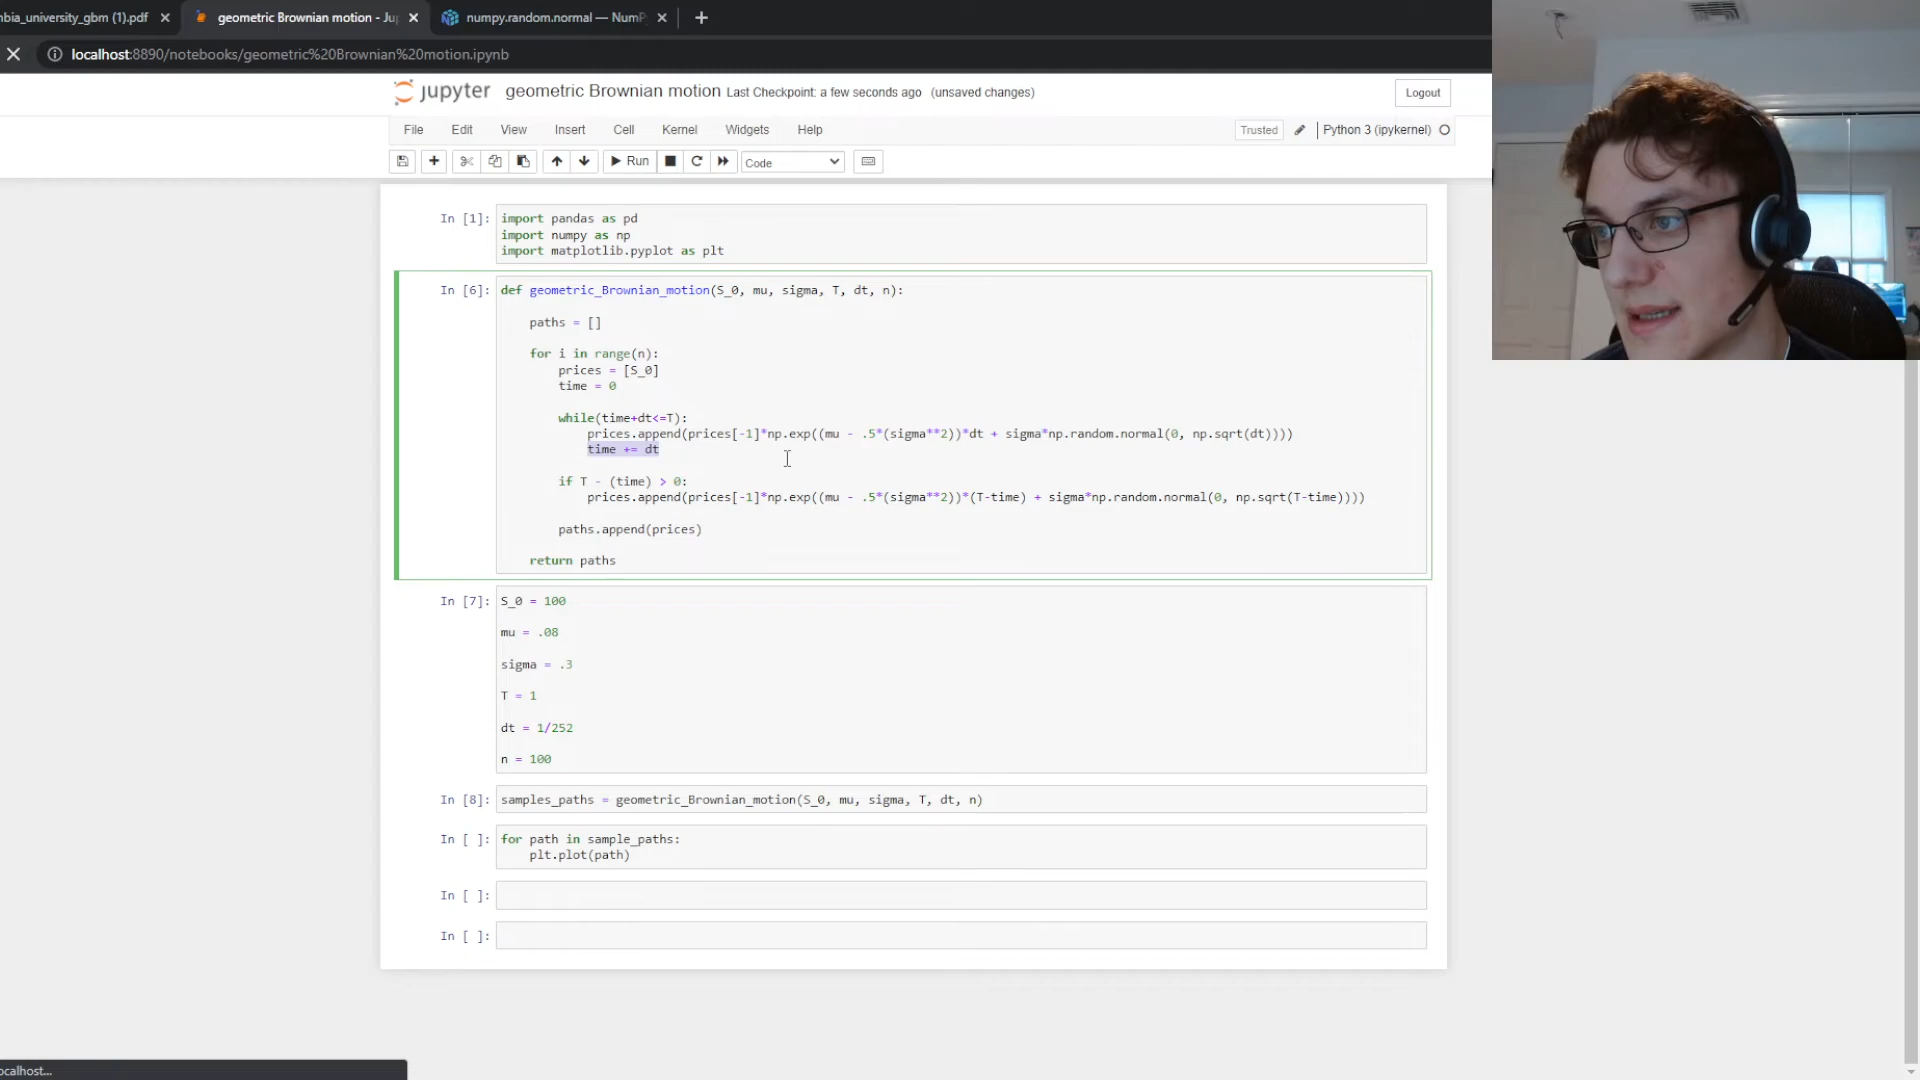 nbia_university_gbm (1).pdf
geometric Brownian motion - Ju
numpy.random.normal — NumP
localhost:8890/notebooks/geometric%20Brownian%20motion.ipynb
jupyter geometric Brownian motion Last Checkpoint: a few seconds ago (unsaved changes)
Logout
File Edit View Insert Cell Kernel Widgets Help
Trusted Python 3 (ipykernel)
Run Code
In [1]: import pandas as pd
import numpy as np
import matplotlib.pyplot as plt
In [6]: def geometric_Brownian_motion(S_0, mu, sigma, T, dt, n):
paths = []
for i in range(n):
prices = [S_0]
time = 0
while(time+dt<=T):
prices.append(prices[-1]*np.exp((mu - .5*(sigma**2))*dt + sigma*np.random.normal(0, np.sqrt(dt))))
time += dt
if T - (time) > 0:
prices.append(prices[-1]*np.exp((mu - .5*(sigma**2))*(T-time) + sigma*np.random.normal(0, np.sqrt(T-time))))
paths.append(prices)
return paths
In [7]: S_0 = 100
mu = .08
sigma = .3
T = 1
dt = 1/252
n = 100
In [8]: samples_paths = geometric_Brownian_motion(S_0, mu, sigma, T, dt, n)
In [ ]: for path in sample_paths:
plt.plot(path)
In [ ]:
In [ ]:
ocalhost...